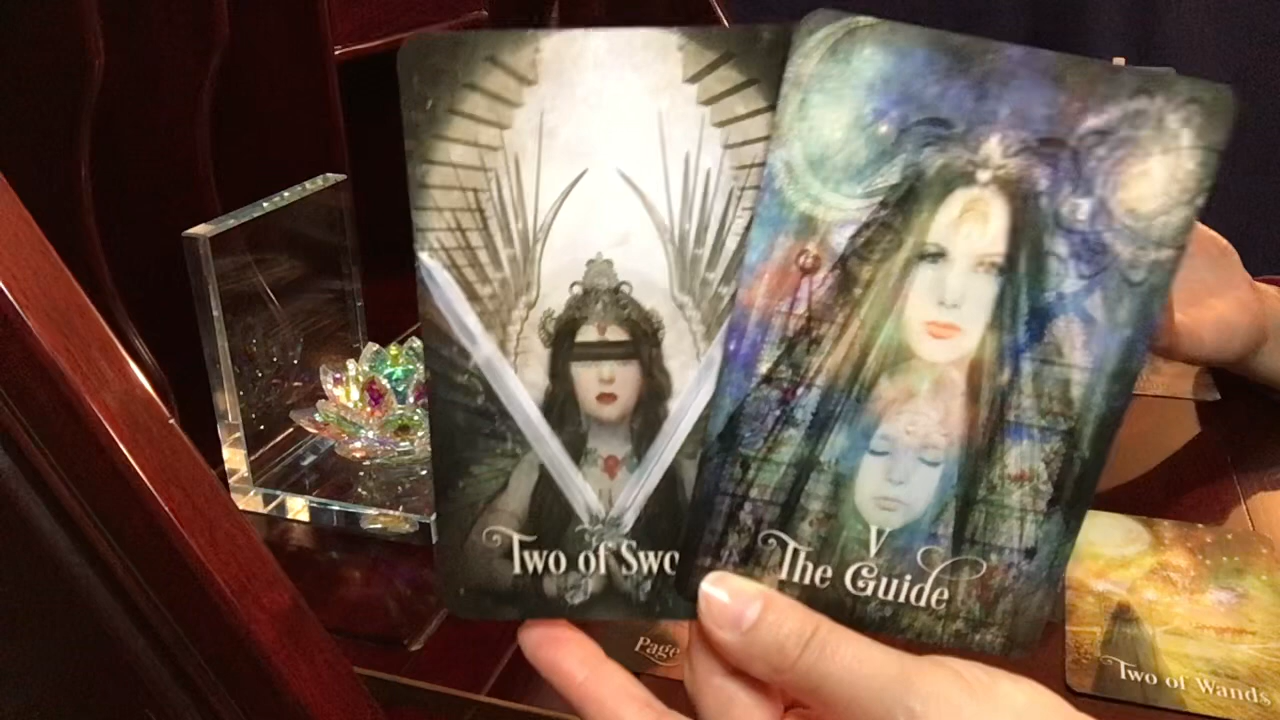 Two of Swo
V
The Guide
Page
Two of Wands